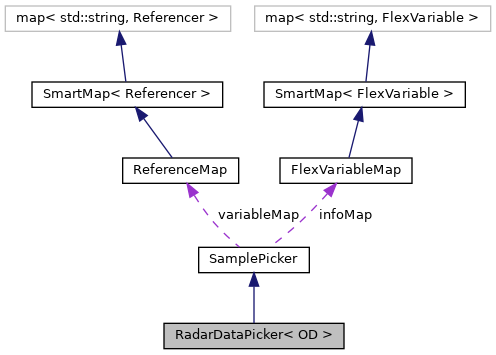 map< std::string, Referencer >
map< std::string, FlexVariable >
SmartMap< Referencer >
SmartMap< FlexVariable >
ReferenceMap
FlexVariableMap
variableMap
infoMap
SamplePicker
RadarDataPicker< OD >